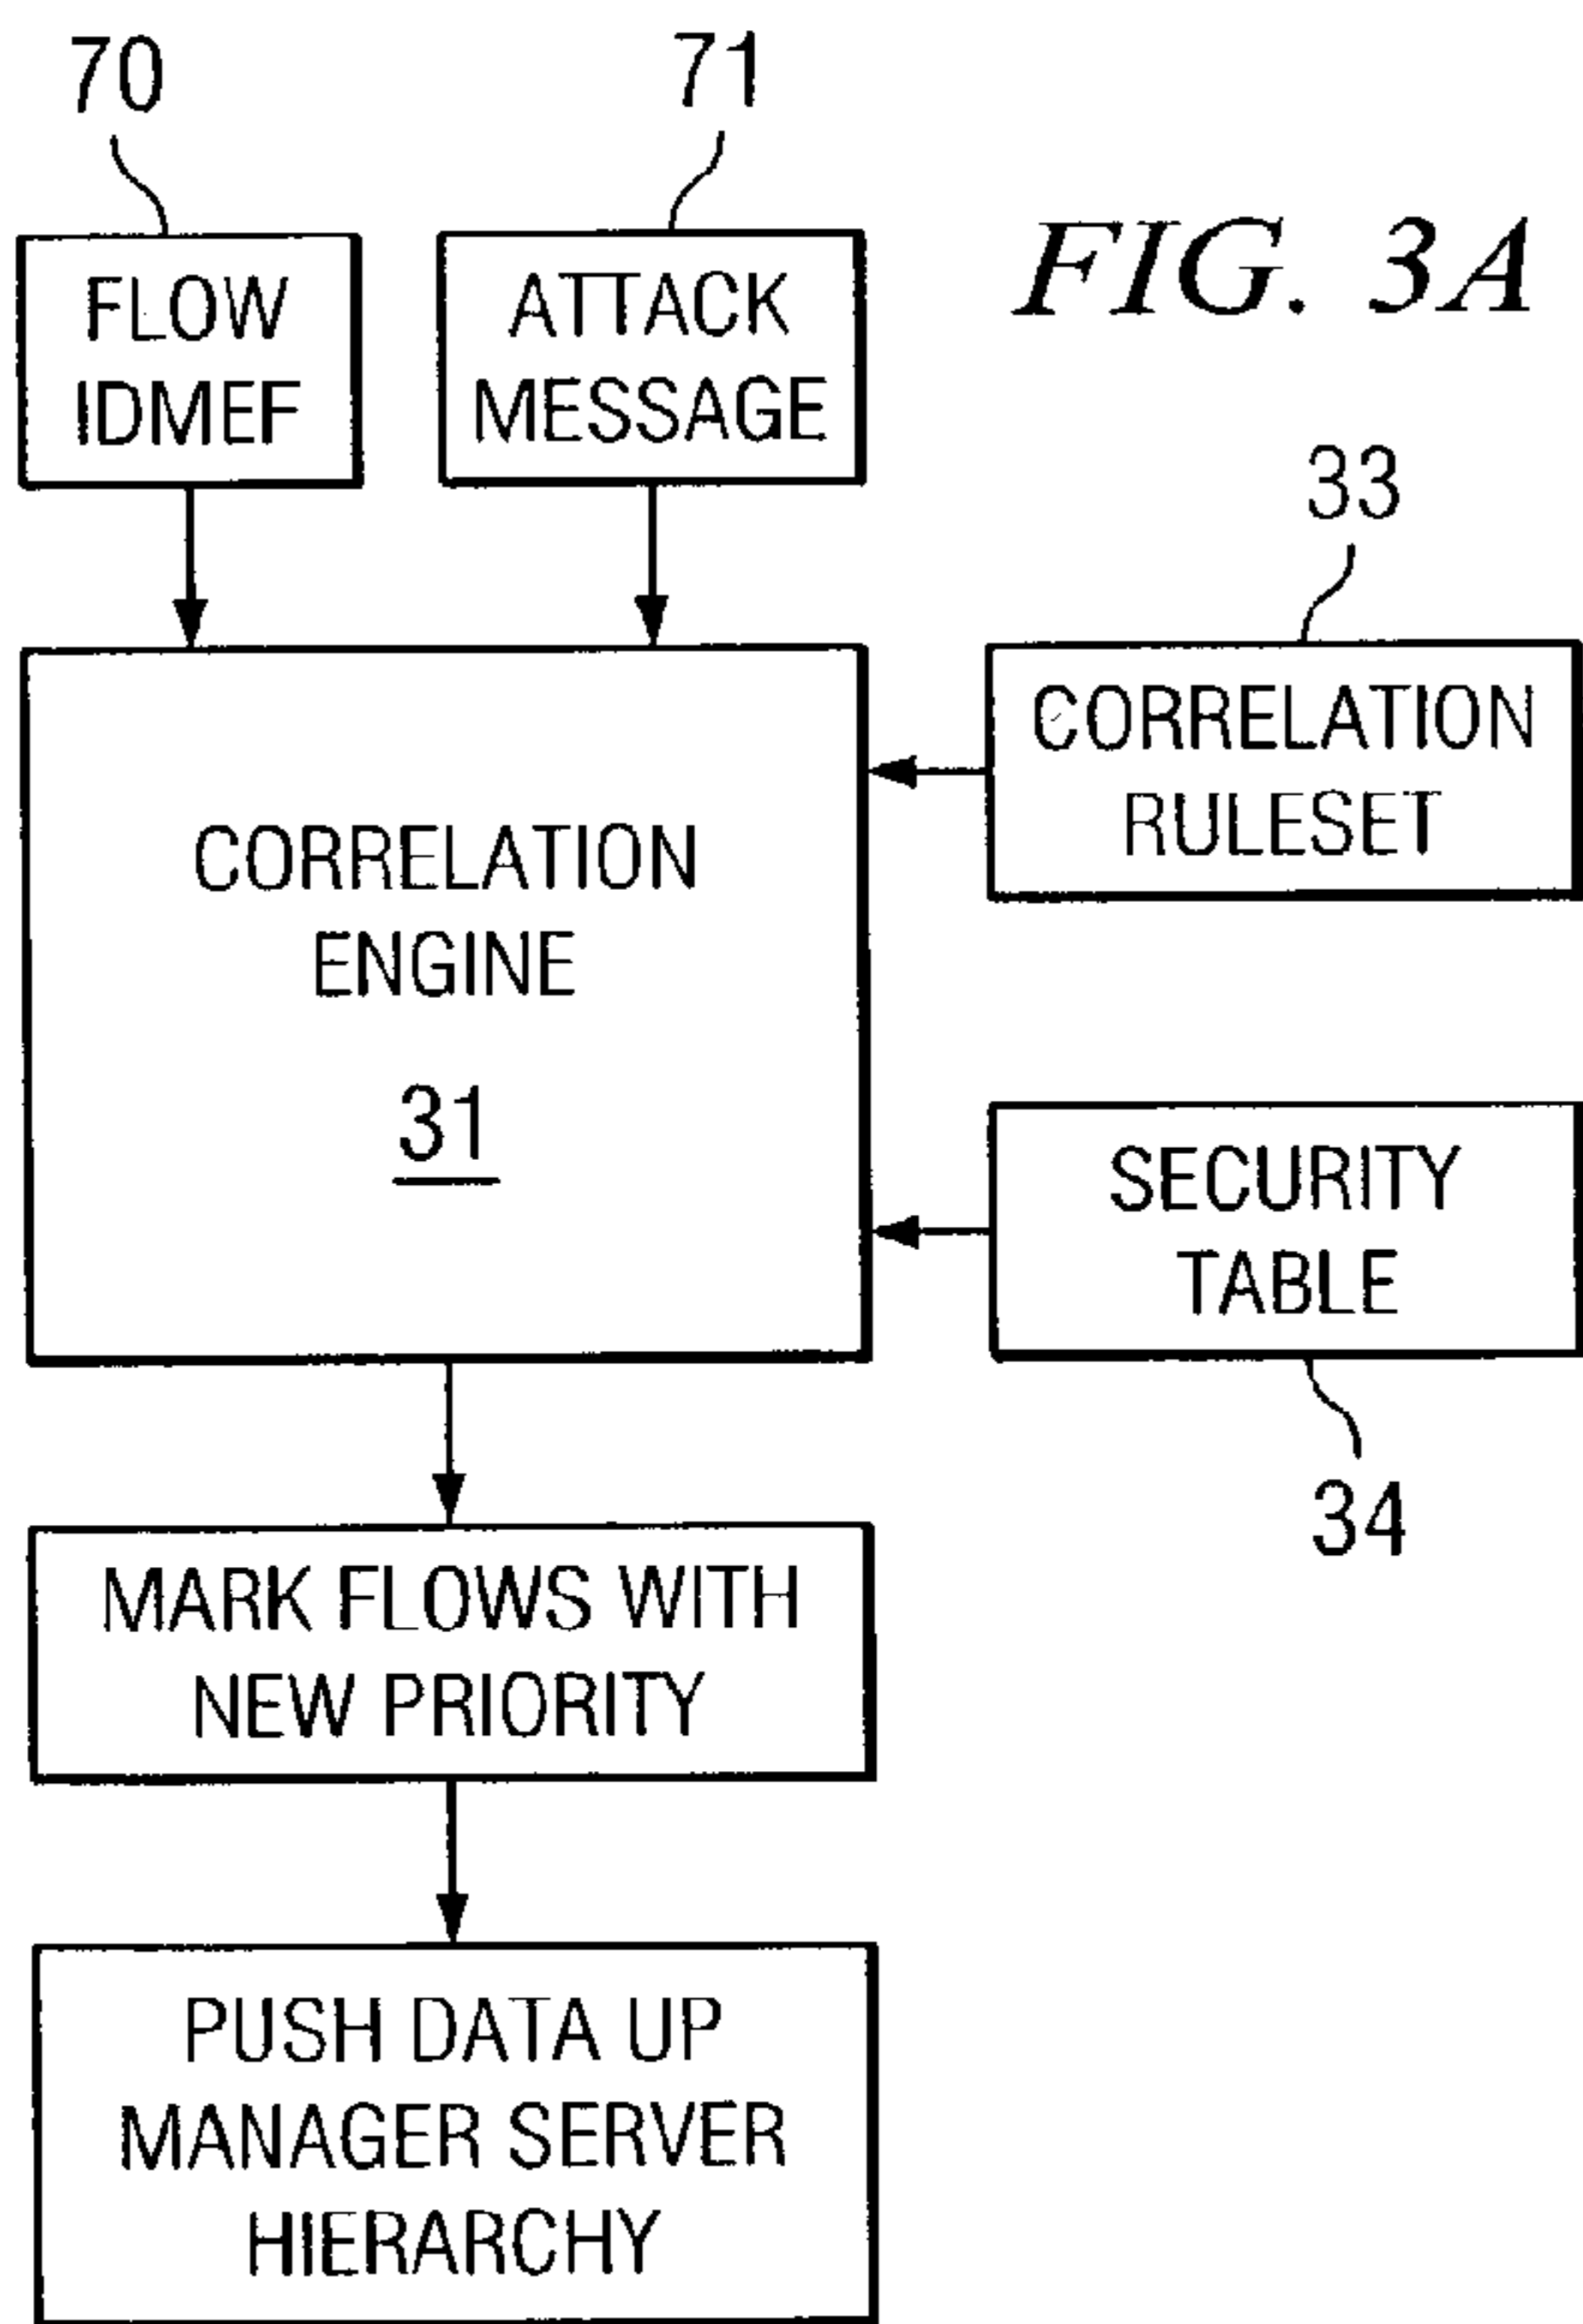 70
71
FIG. 3A
FLOW
IDMEF
ATTACK
MESSAGE
33
CORRELATION
RULESET
CORRELATION
ENGINE
31
SECURITY
TABLE
34
MARK FLOWS WITH
NEW PRIORITY
PUSH DATA UP
MANAGER SERVER
HIERARCHY